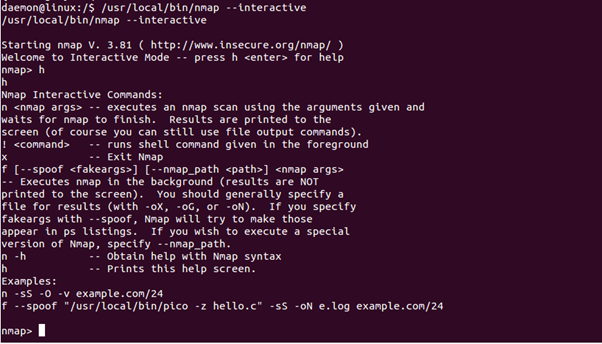 daemon@linux:/$ /usr/local/bin/nmap --interactive
/usr/local/bin/nmap --interactive

Starting nmap V. 3.81 ( http://www.insecure.org/nmap/ )
Welcome to Interactive Mode -- press h <enter> for help
nmap> h
h
Nmap Interactive Commands:
n <nmap args> -- executes an nmap scan using the arguments given and
waits for nmap to finish.  Results are printed to the
screen (of course you can still use file output commands).
! <command>   -- runs shell command given in the foreground
x             -- Exit Nmap
f [--spoof <fakeargs>] [--nmap_path <path>] <nmap args>
-- Executes nmap in the background (results are NOT
printed to the screen).  You should generally specify a
file for results (with -oX, -oG, or -oN).  If you specify
fakeargs with --spoof, Nmap will try to make those
appear in ps listings.  If you wish to execute a special
version of Nmap, specify --nmap_path.
n -h          -- Obtain help with Nmap syntax
h             -- Prints this help screen.
Examples:
n -sS -O -v example.com/24
f --spoof "/usr/local/bin/pico -z hello.c" -sS -oN e.log example.com/24

nmap>